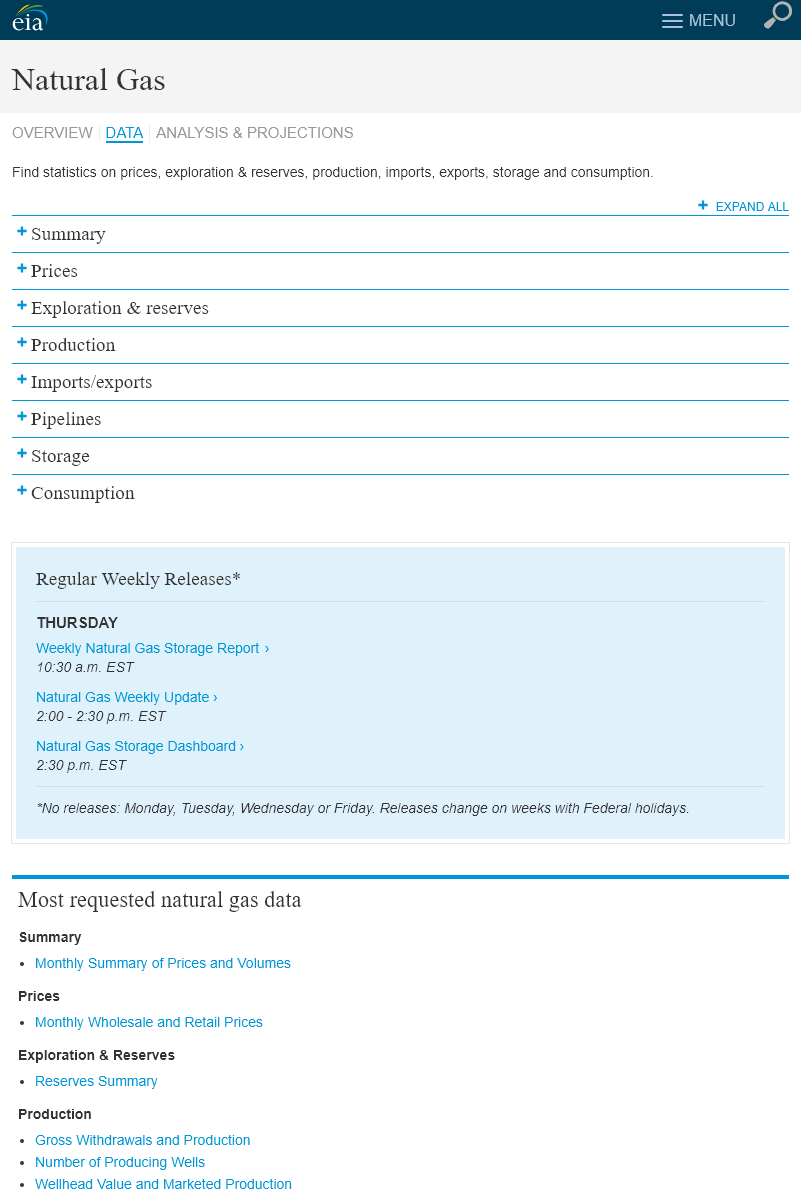 eia
MENU
Natural Gas
OVERVIEW
DATA
ANALYSIS & PROJECTIONS
Find statistics on prices, exploration & reserves, production, imports, exports, storage and consumption.
+ EXPAND ALL
+ Summary
+ Prices
+ Exploration & reserves
+ Production
+ Imports/exports
+ Pipelines
+ Storage
+ Consumption
Regular Weekly Releases*
THURSDAY
Weekly Natural Gas Storage Report ›
10:30 a.m. EST
Natural Gas Weekly Update ›
2:00 - 2:30 p.m. EST
Natural Gas Storage Dashboard ›
2:30 p.m. EST
*No releases: Monday, Tuesday, Wednesday or Friday. Releases change on weeks with Federal holidays.
Most requested natural gas data
Summary
• Monthly Summary of Prices and Volumes
Prices
• Monthly Wholesale and Retail Prices
Exploration & Reserves
• Reserves Summary
Production
• Gross Withdrawals and Production
• Number of Producing Wells
• Wellhead Value and Marketed Production